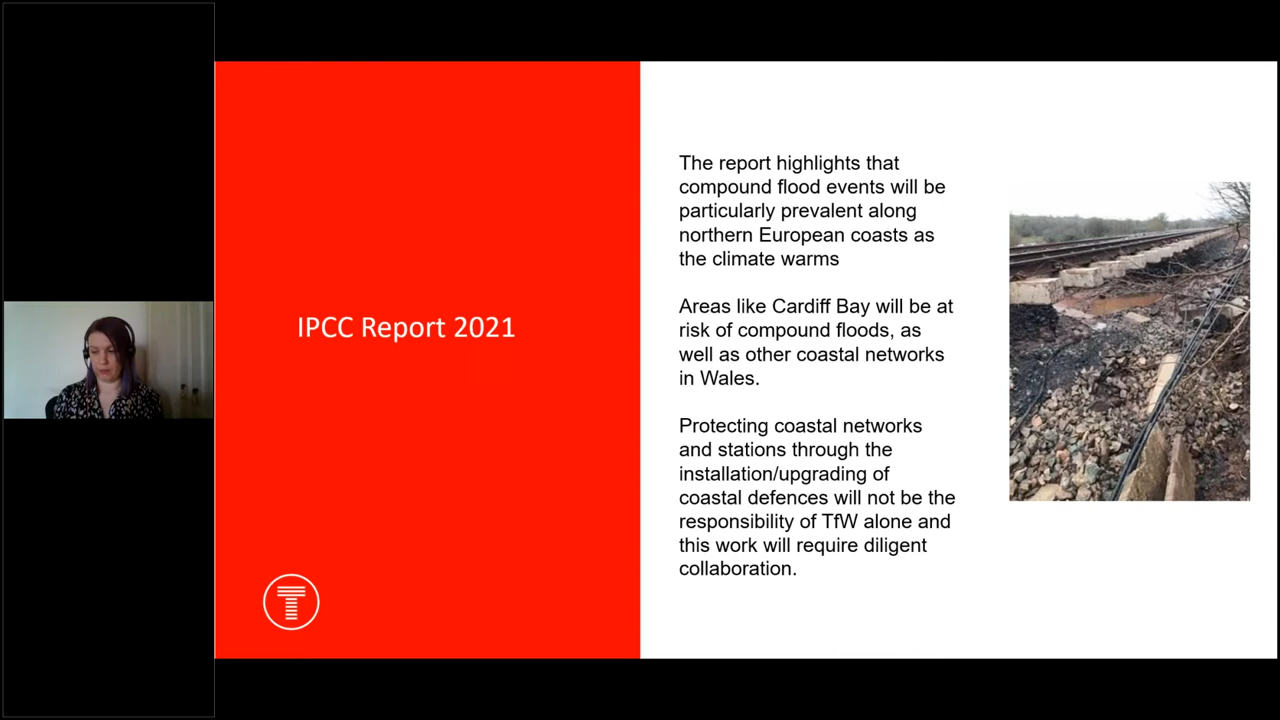 IPCC Report 2021
The report highlights that
compound flood events will be
particularly prevalent along
northern European coasts as
the climate warms
Areas like Cardiff Bay will be at
risk of compound floods, as
well as other coastal networks
in Wales.
Protecting coastal networks
and stations through the
installation/upgrading of
coastal defences will not be the
responsibility of TfW alone and
this work will require diligent
collaboration.